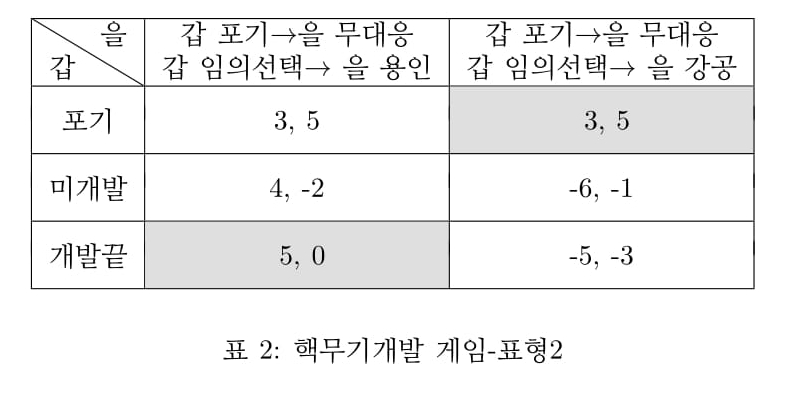 을
갑
갑 포기→을 무대응
갑 임의선택→ 을 용인
갑 포기→을 무대응
갑 임의선택→ 을 강공
포기
3, 5
3, 5
미개발
4, -2
-6, -1
개발끝
5, 0
-5, -3
표 2: 핵무기개발 게임-표형2